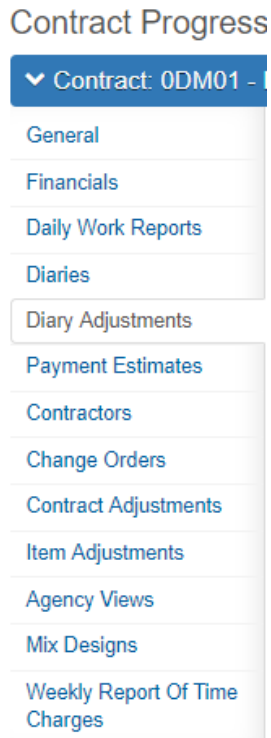 Contract Progress
Contract: 0DM01 -
General
Financials
Daily Work Reports
Diaries
Diary Adjustments
Payment Estimates
Contractors
Change Orders
Contract Adjustments
Item Adjustments
Agency Views
Mix Designs
Weekly Report Of Time
Charges